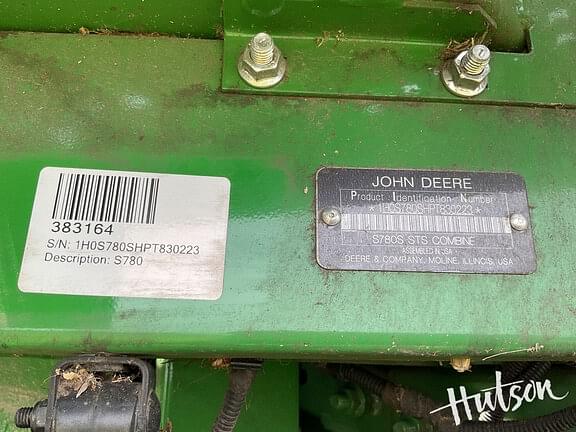 383164
S/N: 1H0S780SHPT830223
Description: S780
JOHN DEERE
Product Identification Number
*1H0S780SHPT830223*
S780S STS COMBINE
ASSEMBLED IN USA
DEERE & COMPANY, MOLINE, ILLINOIS, USA
Hutson